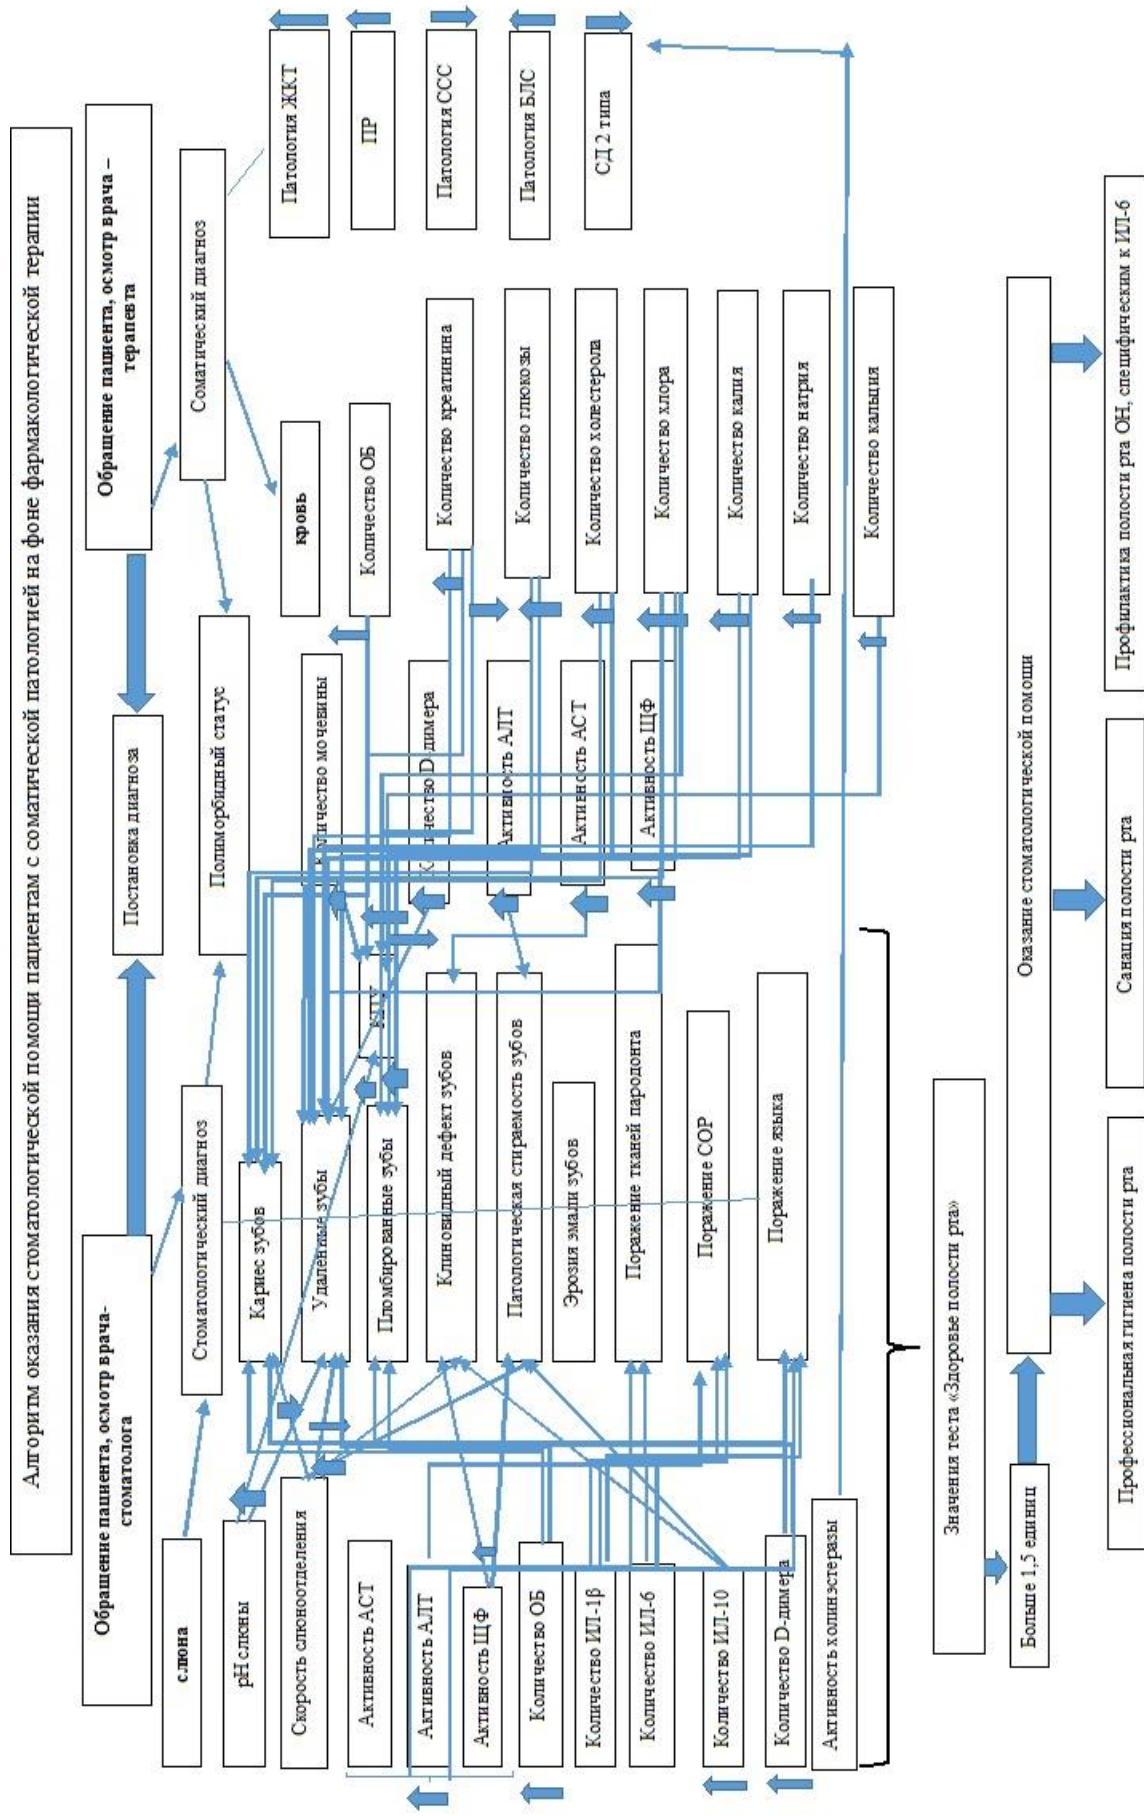 Алгоритм оказания стоматологической помощи пациентам с соматической патологией на фоне фармакологической терапии
Обращение пациента, осмотр врача-
стоматолога
Постановка диагноза
Обращение пациента, осмотр врача –
терапевта
слюна
Стоматологический диагноз
Полиморбидный статус
Соматический диагноз
pH слюны
Скорость слюноотделения
Активность АСТ
Активность АЛТ
Активность ЩФ
Количество ОБ
Количество ИЛ-1β
Количество ИЛ-6
Количество ИЛ-10
Количество D-димера
Активность холинэстеразы
Кариес зубов
Удаленные зубы
Пломбированные зубы
КПУ
Клиновидный дефект зубов
Патологическая стираемость зубов
Эрозия эмали зубов
Поражение тканей пародонта
Поражение СОР
Поражение языка
Количество мочевины
Количество D-димера
Активность АЛТ
Активность АСТ
Активность ЩФ
кровь
Количество ОБ
Количество креатинина
Количество глюкозы
Количество холестерола
Количество хлора
Количество калия
Количество натрия
Количество кальция
Патология ЖКТ
ПР
Патология ССС
Патология БЛС
СД 2 типа
Значения теста «Здоровье полости рта»
Больше 1,5 единиц
Оказание стоматологической помощи
Профессиональная гигиена полости рта
Санация полости рта
Профилактика полости рта ОН, специфическим к ИЛ-6